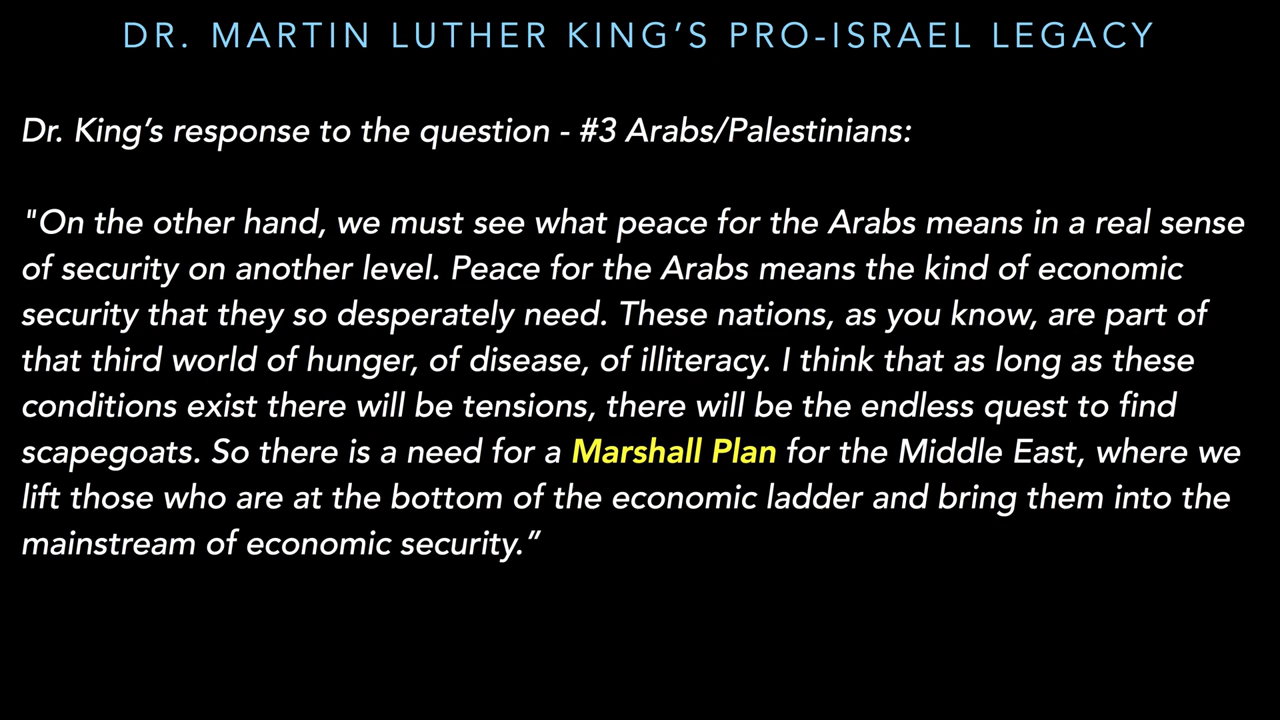 DR. MARTIN LUTHER KING’S PRO-ISRAEL LEGACY
Dr. King’s response to the question - #3 Arabs/Palestinians:
"On the other hand, we must see what peace for the Arabs means in a real sense
of security on another level. Peace for the Arabs means the kind of economic
security that they so desperately need. These nations, as you know, are part of
that third world of hunger, of disease, of illiteracy. I think that as long as these
conditions exist there will be tensions, there will be the endless quest to find
scapegoats. So there is a need for a Marshall Plan for the Middle East, where we
lift those who are at the bottom of the economic ladder and bring them into the
mainstream of economic security.”